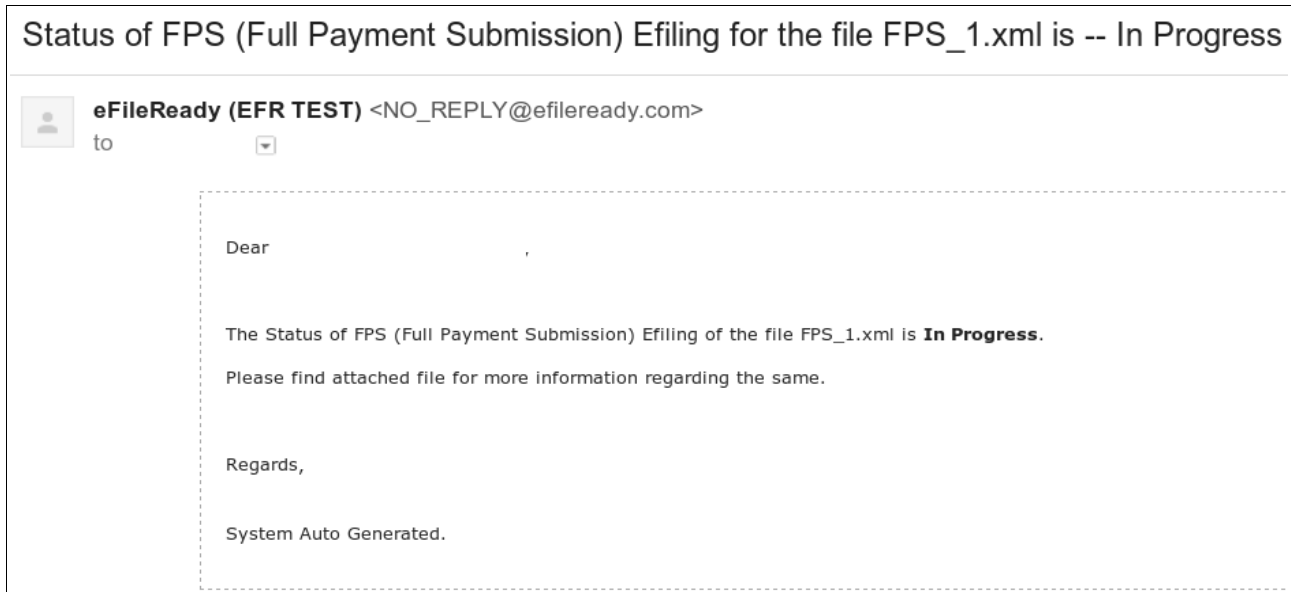 Status of FPS (Full Payment Submission) Efiling for the file FPS_1.xml is -- In Progress
eFileReady (EFR TEST) <NO_REPLY@efileready.com>
to
Dear ,
The Status of FPS (Full Payment Submission) Efiling of the file FPS_1.xml is In Progress.
Please find attached file for more information regarding the same.
Regards,
System Auto Generated.